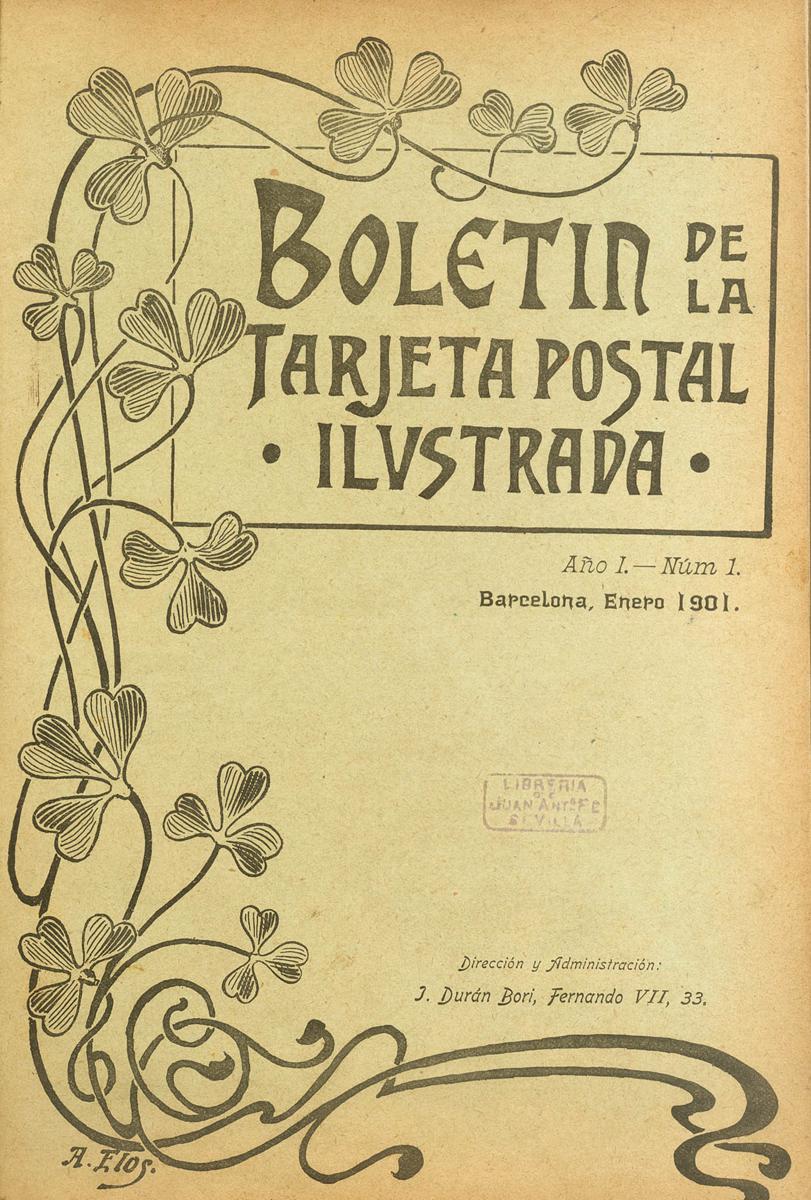 BOLETIN DE LA
TARJETA POSTAL
• ILUSTRADA •
Año I.—Núm 1.
Barcelona, Enero 1901.
LIBRERIA
DE
JUAN ANTº FE
SEVILLA
Dirección y Administración:
J. Durán Bori, Fernando VII, 33.
A. Elos.